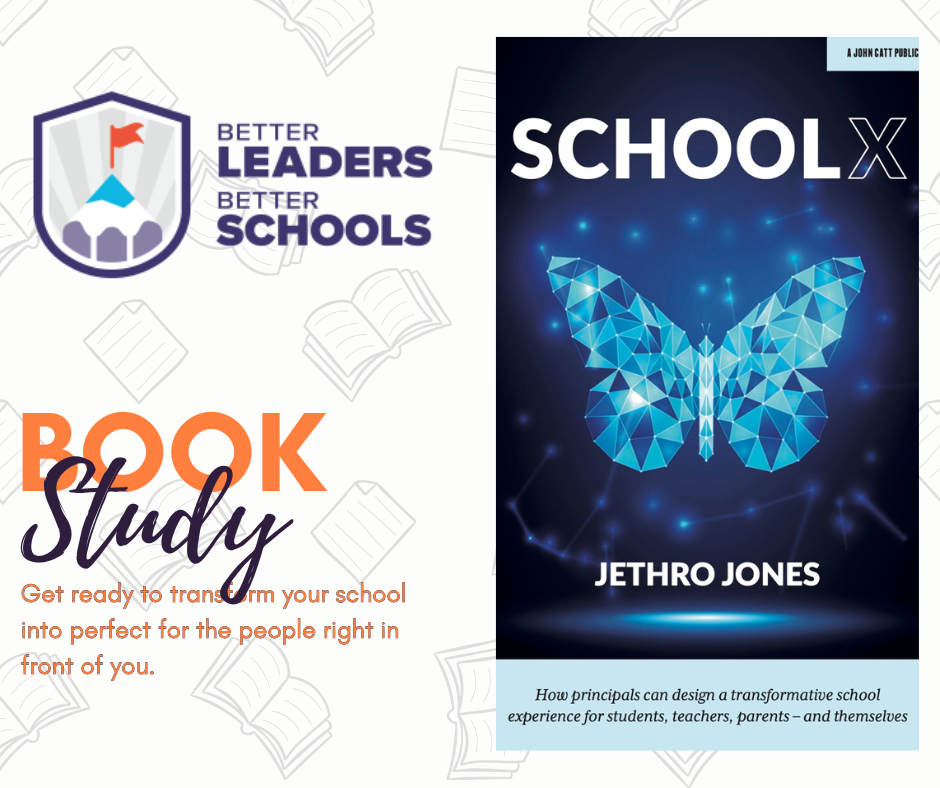 BETTER
LEADERS
BETTER
SCHOOLS
BOOK
Study
Get ready to transform your school
into perfect for the people right in
front of you.
A JOHN CATT PUBLIC
SCHOOL X
JETHRO JONES
How principals can design a transformative school
experience for students, teachers, parents – and themselves